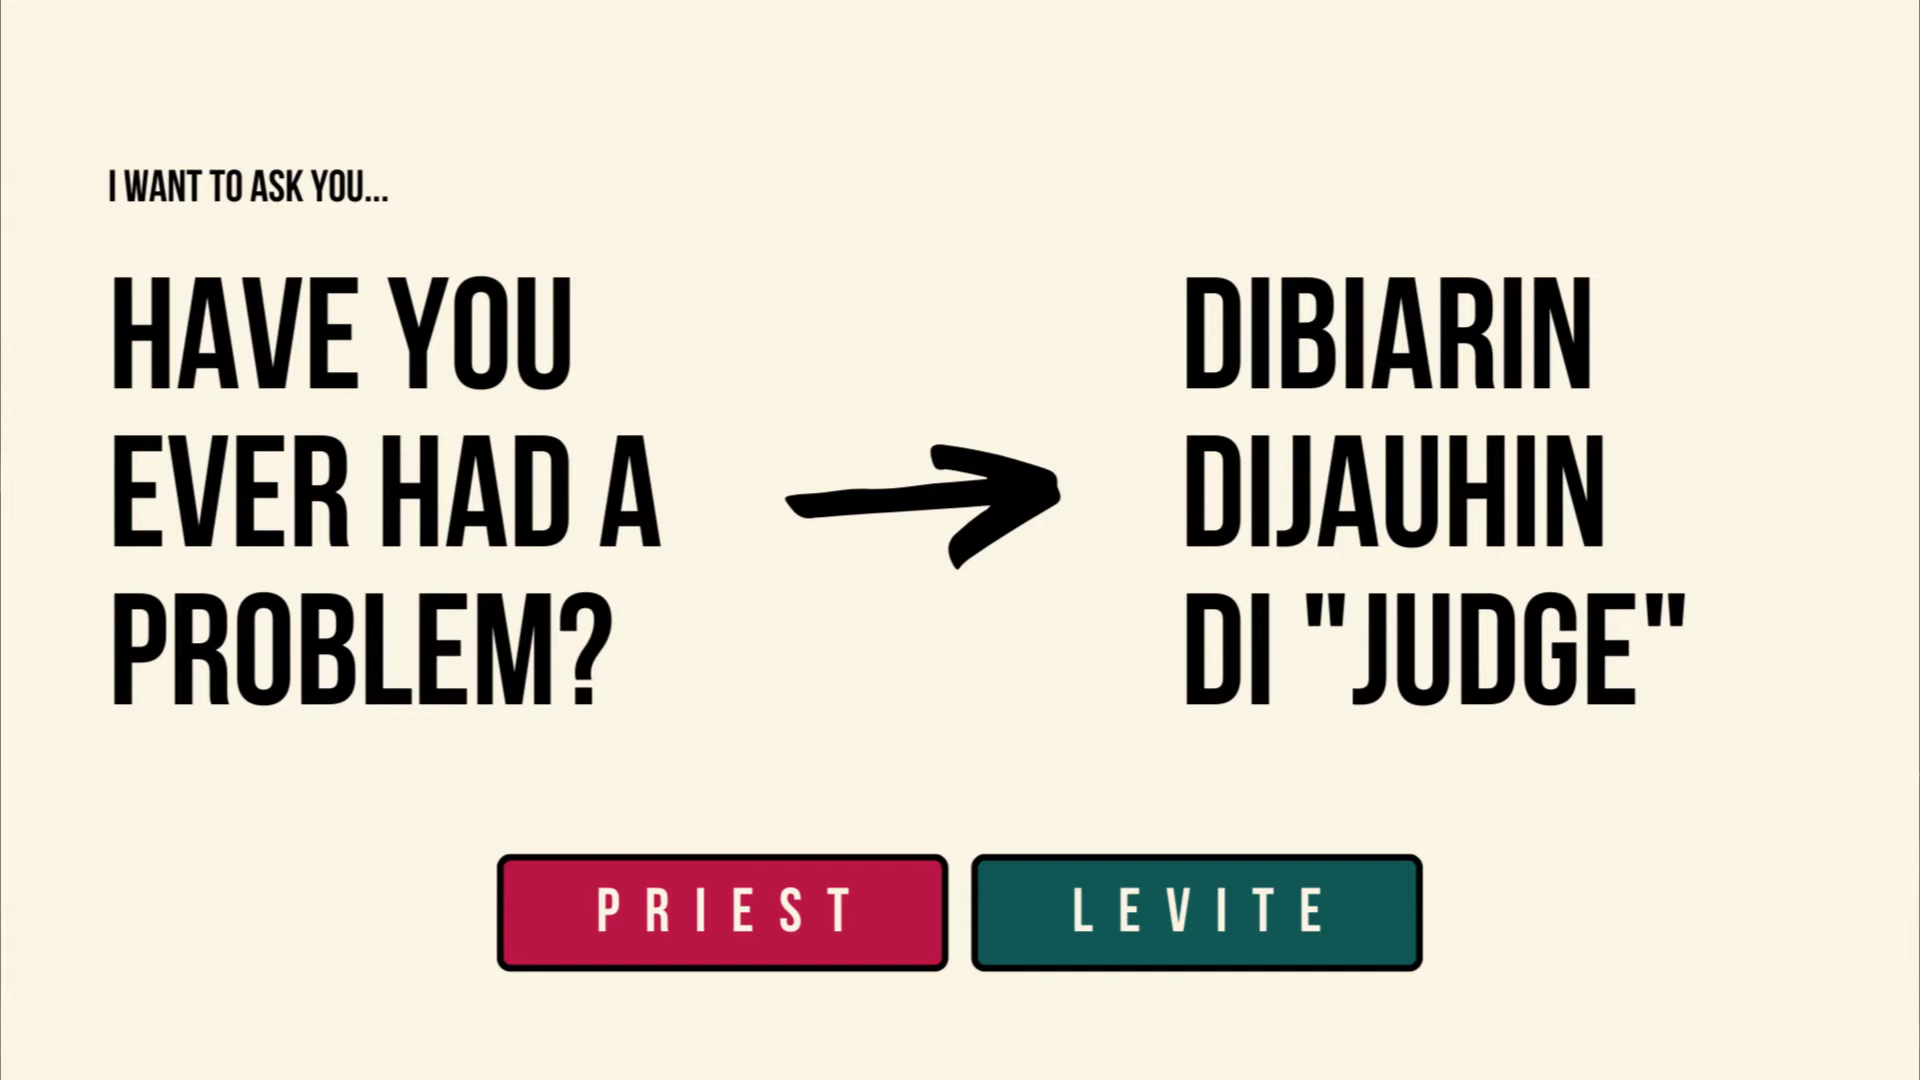 I WANT TO ASK YOU...
HAVE YOU
EVER HAD A
PROBLEM?
DIBIARIN
DIJAUHIN
DI "JUDGE"
PRIEST
LEVITE